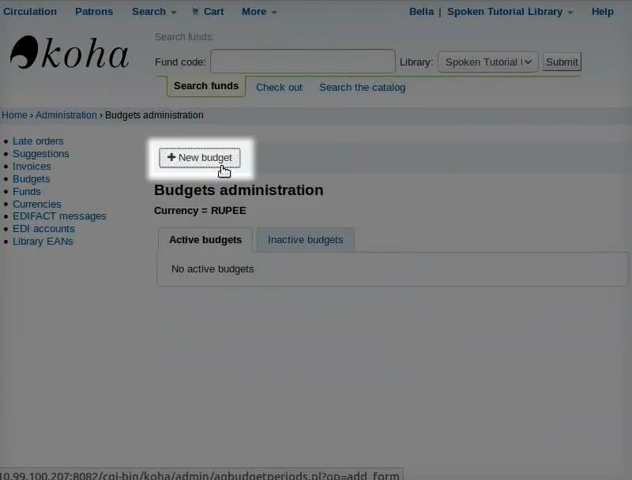 Circulation Patrons Search Cart More Bella | Spoken Tutorial Library Help
koha
Search funds:
Fund code: Library: Spoken Tutorial Submit
Search funds Check out Search the catalog
Home › Administration › Budgets administration
Late orders
Suggestions
Invoices
Budgets
Funds
Currencies
EDIFACT messages
EDI accounts
Library EANs
+ New budget
Budgets administration
Currency = RUPEE
Active budgets Inactive budgets
No active budgets
10.99.100.207:8082/cgi-bin/koha/admin/aqbudgetperiods.pl?op=add_form